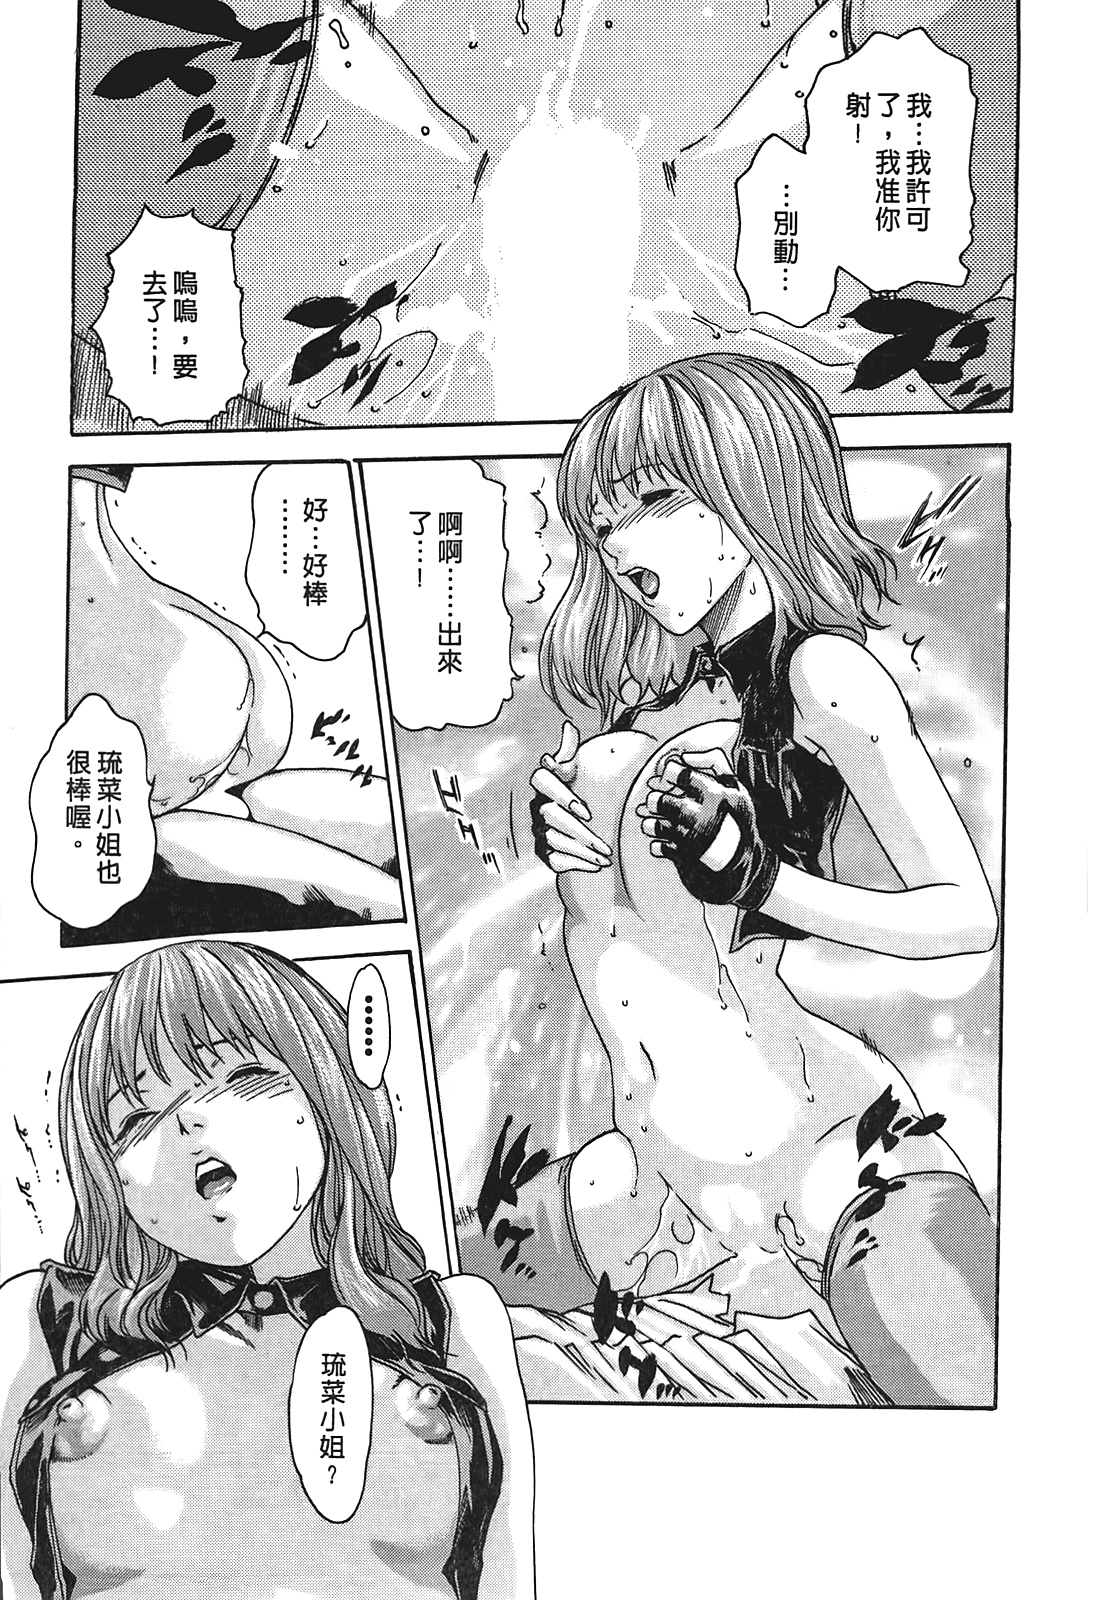 我…我許可
了，我准你
射！
…別動…
嗚嗚，要
去了…！
啊啊……出來
了…！
好…好棒
………
琉菜小姐也
很棒喔。
……
琉菜小姐？